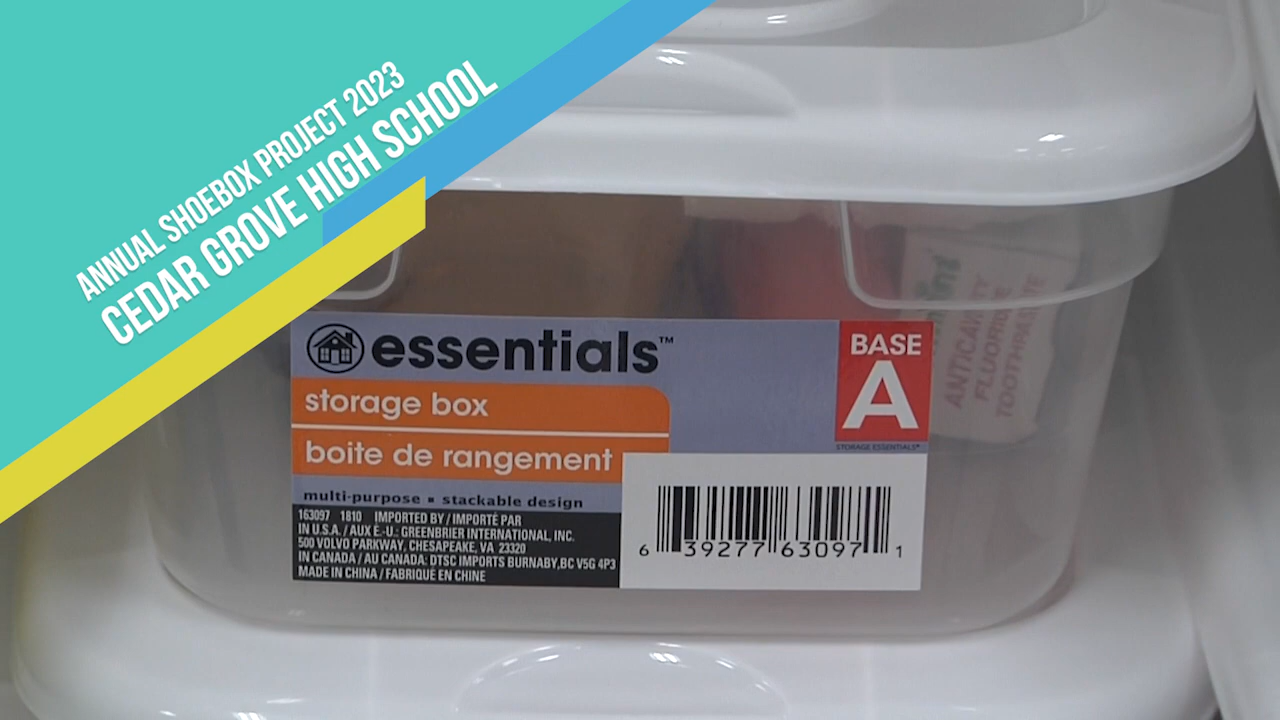 ANNUAL SHOEBOX PROJECT 2023
CEDAR GROVE HIGH SCHOOL
essentials™
storage box
boite de rangement
multi-purpose ▪ stackable design
163097 1810 IMPORTED BY / IMPORTÉ PAR
IN U.S.A. / AUX É.-U.: GREENBRIER INTERNATIONAL, INC.
500 VOLVO PARKWAY, CHESAPEAKE, VA 23320
IN CANADA / AU CANADA: DTSC IMPORTS BURNABY,BC V5G 4P3
MADE IN CHINA / FABRIQUÉ EN CHINE
BASE
A
STORAGE ESSENTIALS
6 39277 63097 1
ANTICAVITY
FLUORIDE
TOOTHPASTE